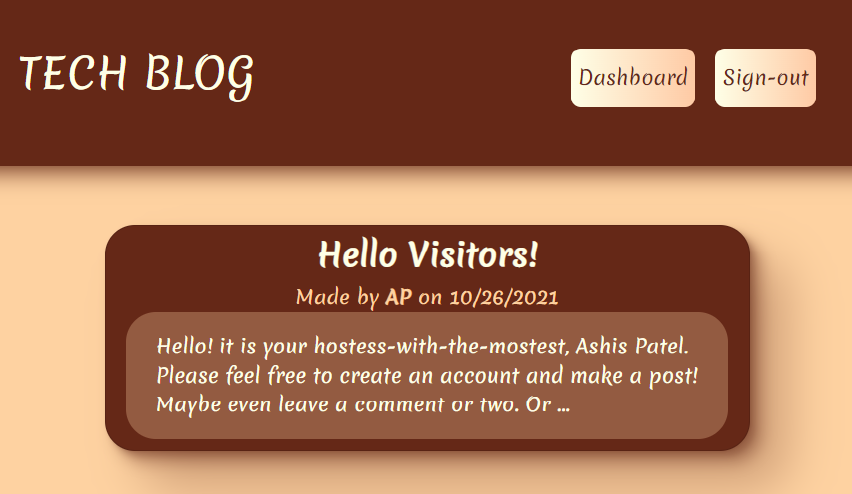 TECH BLOG
Dashboard
Sign-out
Hello Visitors!
Made by AP on 10/26/2021
Hello! it is your hostess-with-the-mostest, Ashis Patel.
Please feel free to create an account and make a post!
Maybe even leave a comment or two. Or ...